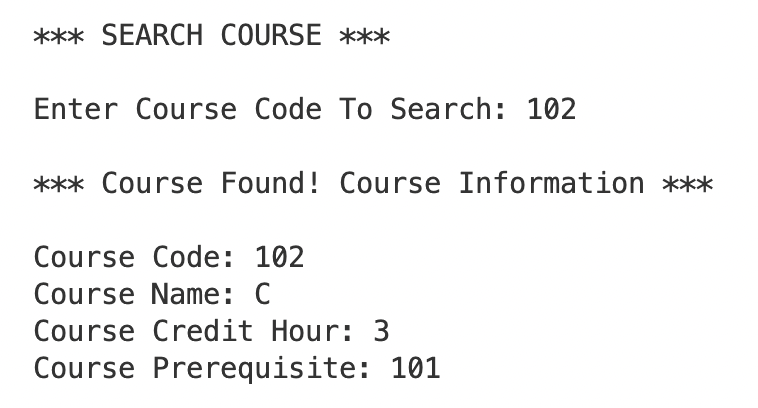 *** SEARCH COURSE ***
Enter Course Code To Search: 102
*** Course Found! Course Information ***
Course Code: 102
Course Name: C
Course Credit Hour: 3
Course Prerequisite: 101